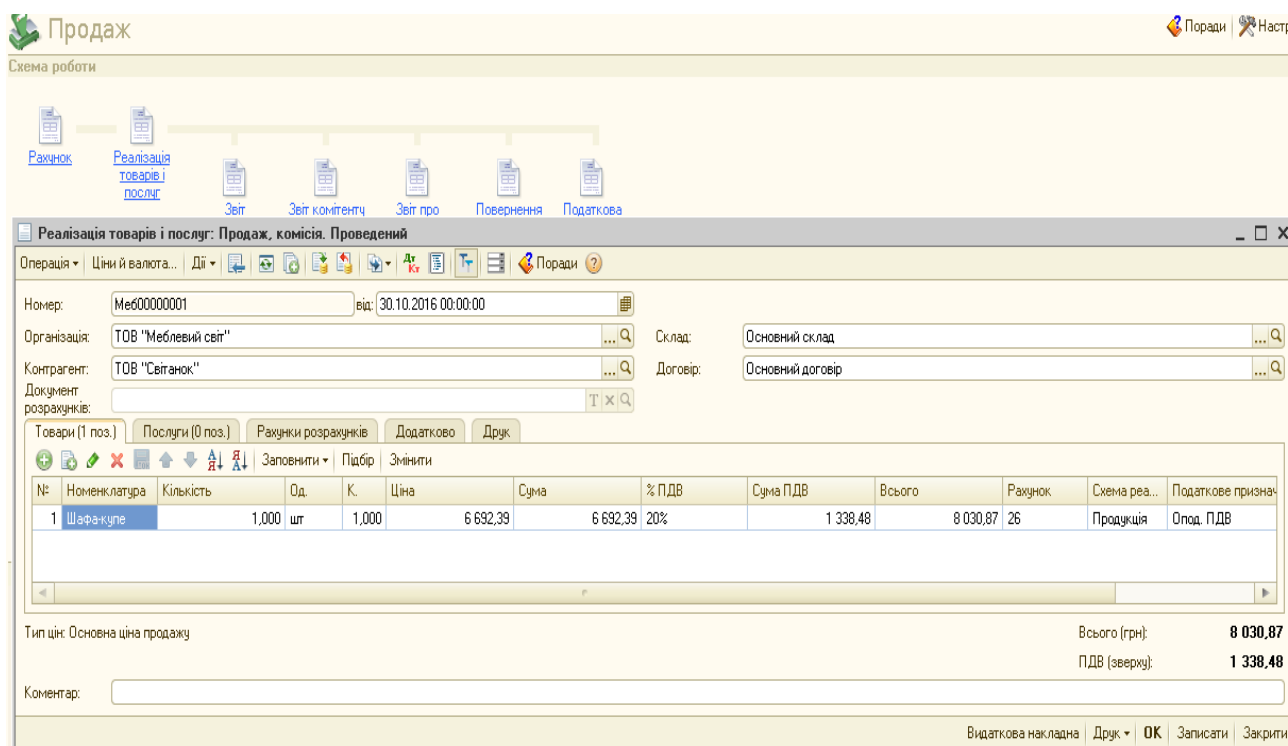 Продаж
Поради Настр
Схема роботи
Рахунок Реалізація товарів і послуг
Звіт Звіт комітенту Звіт про Повернення Податкова
Реалізація товарів і послуг: Продаж, комісія. Проведений
Операція Ціни й валюта... Дії Дт Кт Поради
Номер: Меб00000001 від: 30.10.2016 00:00:00
Організація: ТОВ "Меблевий світ" Склад: Основний склад
Контрагент: ТОВ "Світанок" Договір: Основний договір
Документ розрахунків:
Товари (1 поз.) Послуги (0 поз.) Рахунки розрахунків Додатково Друк
Заповнити Підбір Змінити
№ Номенклатура Кількість Од. К. Ціна Сума % ПДВ Сума ПДВ Всього Рахунок Схема реа... Податкове признач
1 Шафа-купе 1,000 шт 1,000 6 692,39 6 692,39 20% 1 338,48 8 030,87 26 Продукція Опод. ПДВ
Тип цін: Основна ціна продажу Всього (грн): 8 030,87
ПДВ (зверху): 1 338,48
Коментар:
Видаткова накладна Друк OK Записати Закрити